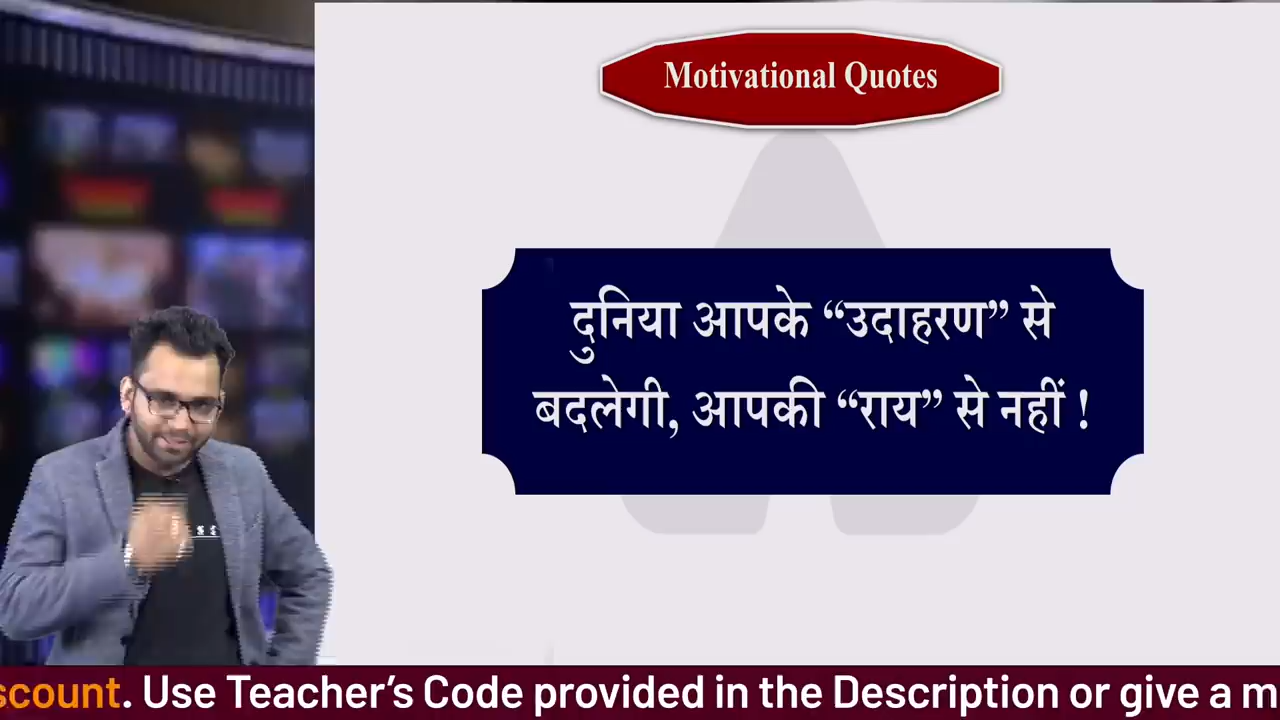 Motivational Quotes
दुनिया आपके “उदाहरण” से
बदलेगी, आपकी “राय” से नहीं !
scount. Use Teacher’s Code provided in the Description or give a m